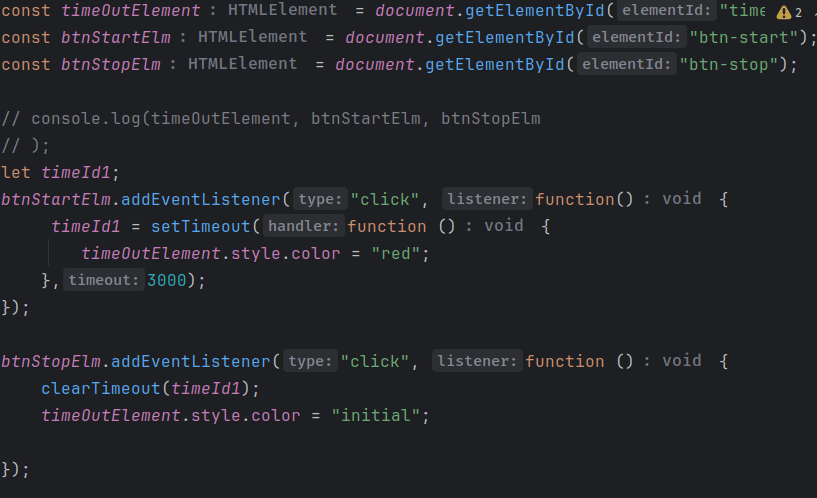 const timeOutElement : HTMLElement = document.getElementById( elementId: "time 2
const btnStartElm : HTMLElement = document.getElementById( elementId: "btn-start");
const btnStopElm : HTMLElement = document.getElementById( elementId: "btn-stop");
// console.log(timeOutElement, btnStartElm, btnStopElm
// );
let timeId1;
btnStartElm.addEventListener( type: "click", listener: function() : void {
timeId1 = setTimeout( handler: function () : void {
timeOutElement.style.color = "red";
}, timeout: 3000);
});
btnStopElm.addEventListener( type: "click", listener: function () : void {
clearTimeout(timeId1);
timeOutElement.style.color = "initial";
});